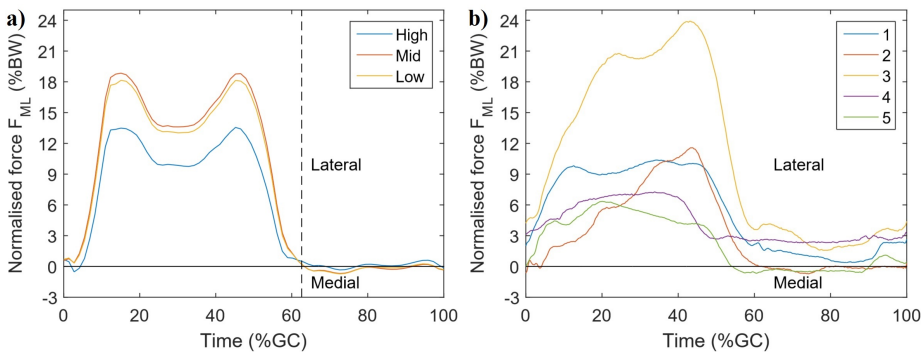 a)
Normalised force F_ML (%BW)
24
21
18
15
12
9
6
3
0
-3
High
Mid
Low
Lateral
Medial
0
20
40
60
80
100
Time (%GC)
b)
Normalised force F_ML (%BW)
24
21
18
15
12
9
6
3
0
-3
1
2
3
4
5
Lateral
Medial
0
20
40
60
80
100
Time (%GC)